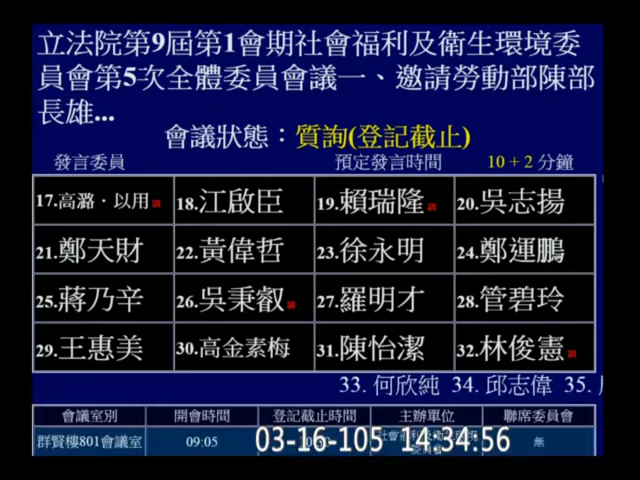 立法院第9屆第1會期社會福利及衛生環境委
員會第5次全體委員會議一、邀請勞動部陳部
長雄...
會議狀態：質詢(登記截止)
發言委員 預定發言時間 10 + 2 分鐘
17.高潞．以用 18.江啟臣 19.賴瑞隆 20.吳志揚
21.鄭天財 22.黃偉哲 23.徐永明 24.鄭運鵬
25.蔣乃辛 26.吳秉叡 27.羅明才 28.管碧玲
29.王惠美 30.高金素梅 31.陳怡潔 32.林俊憲
33. 何欣純 34. 邱志偉 35.
會議室別 開會時間 登記截止時間 主辦單位 聯席委員會
群賢樓801會議室 09:05 無
03-16-105 14:34:56